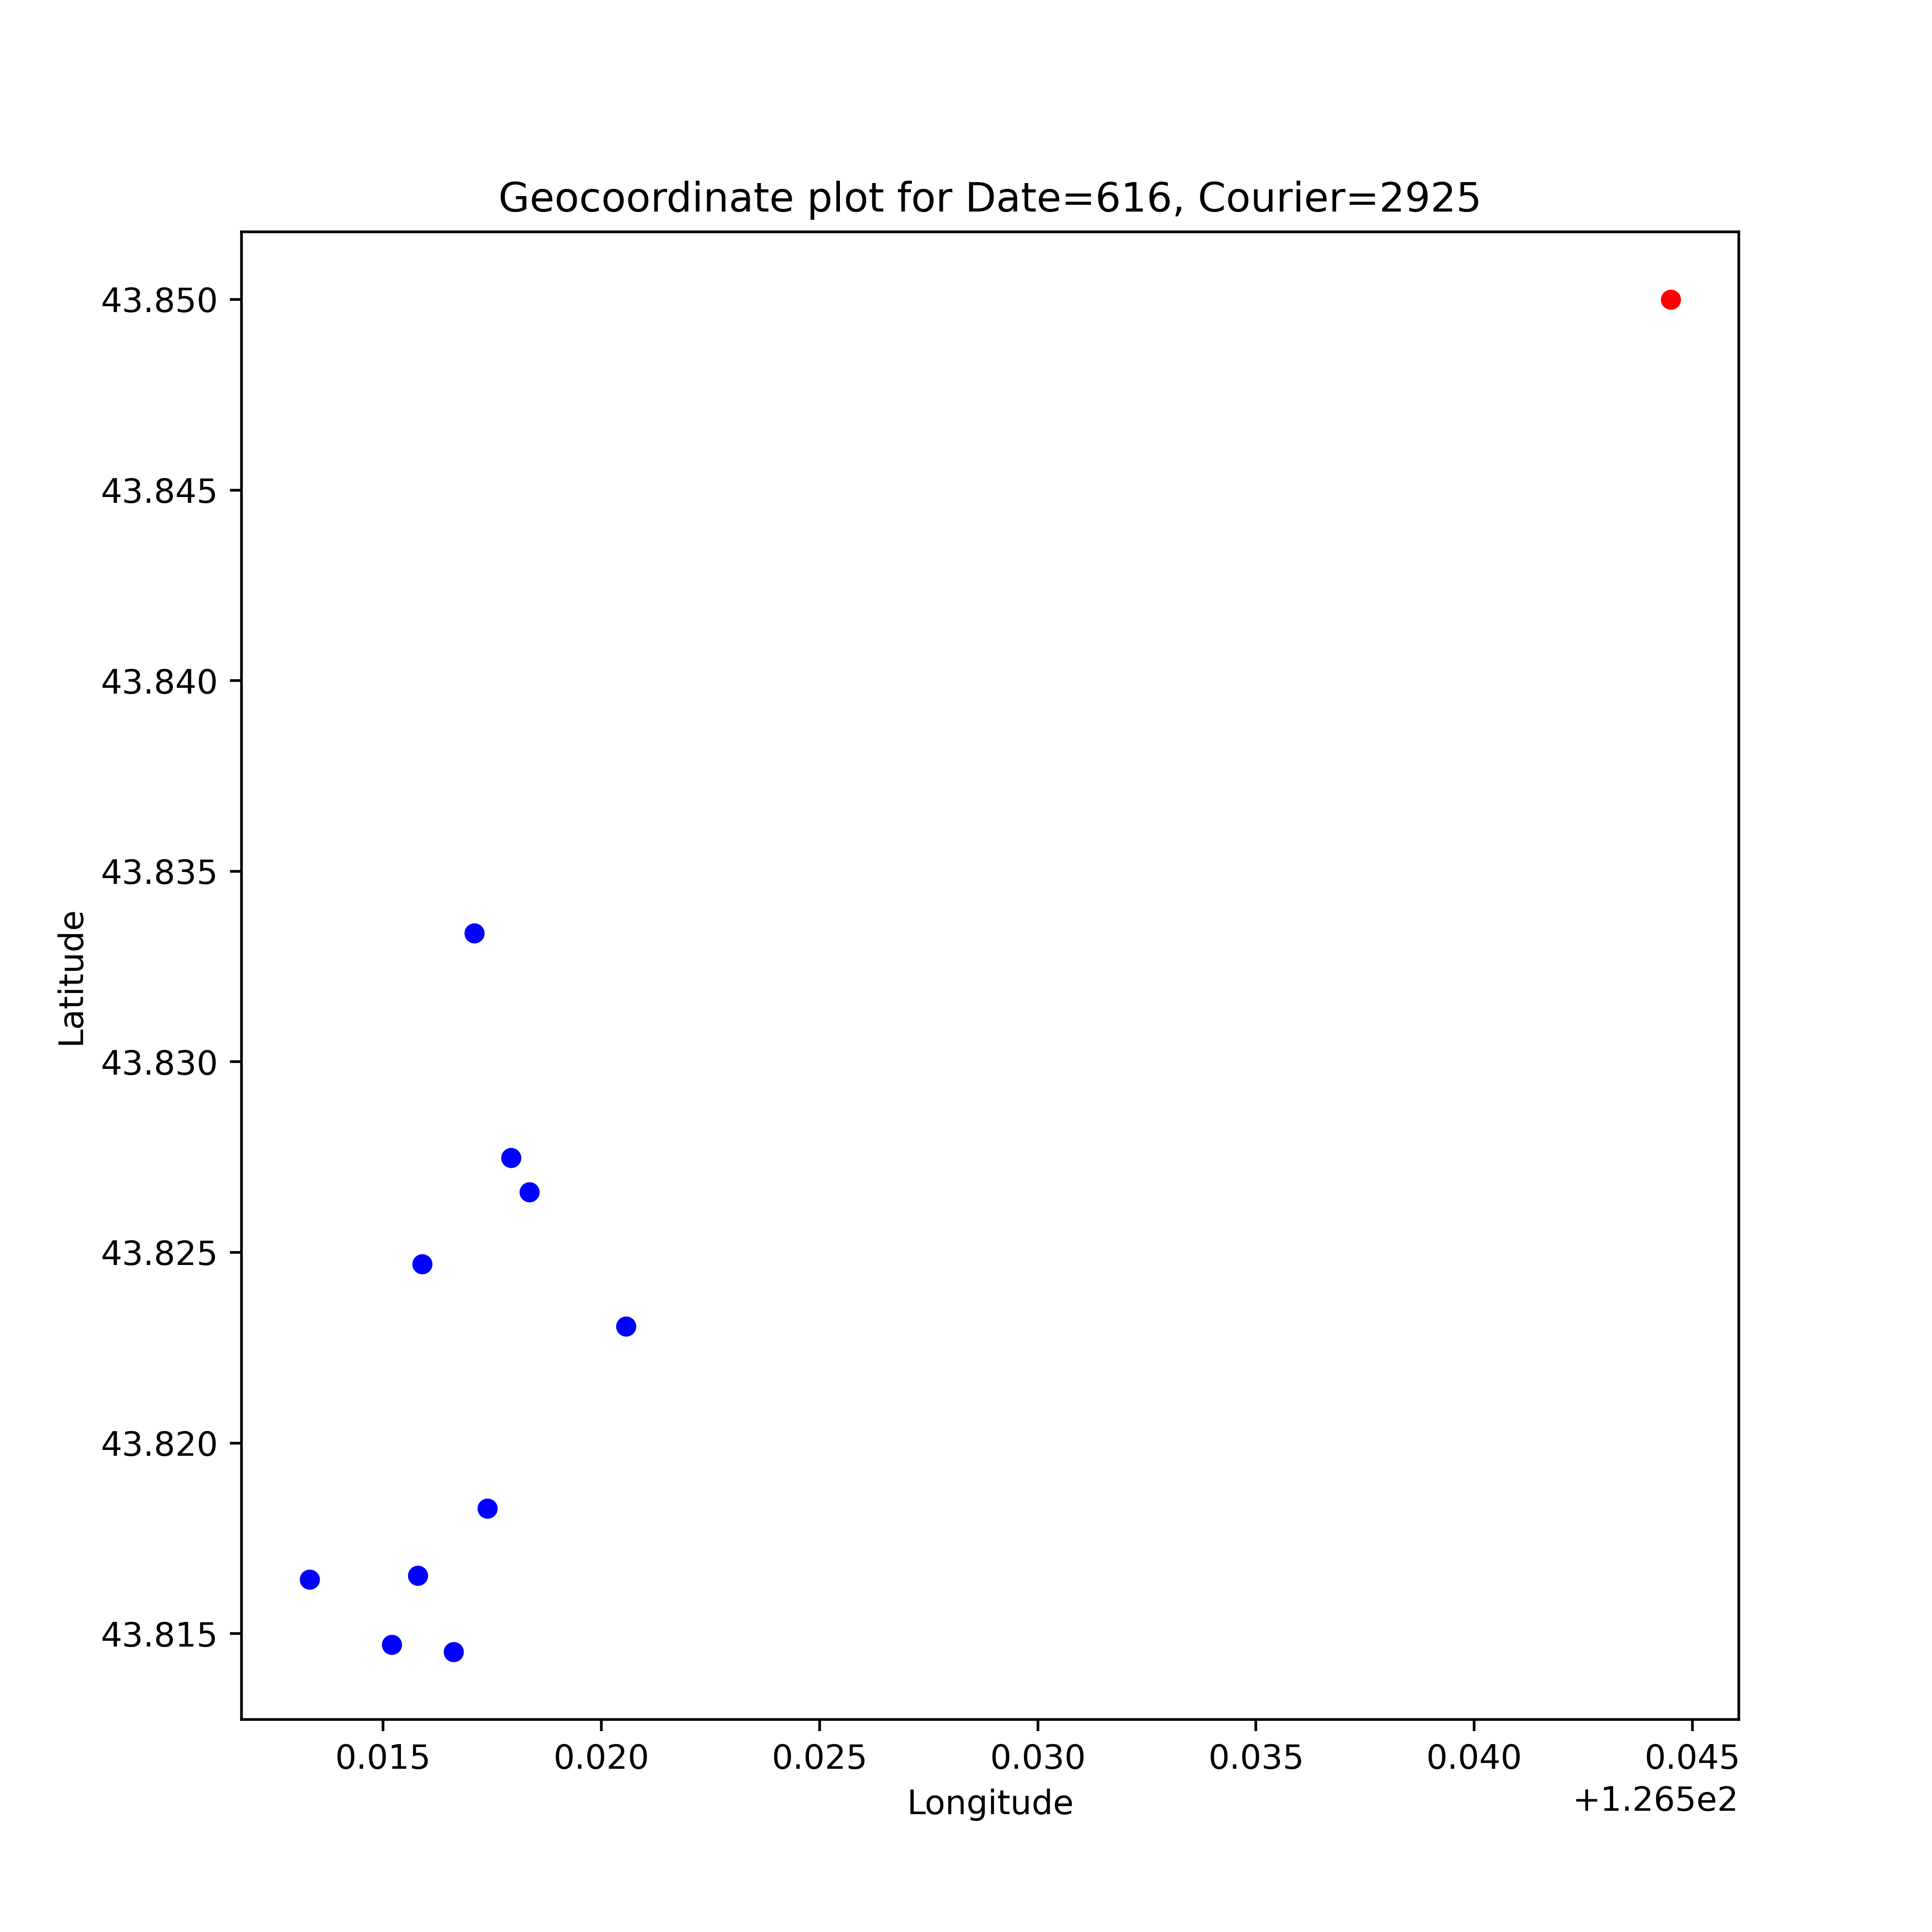 Geocoordinate plot for Date=616, Courier=2925
43.850
43.845
43.840
43.835
43.830
43.825
43.820
43.815
Latitude
0.015 0.020 0.025 0.030 0.035 0.040 0.045
+1.265e2
Longitude